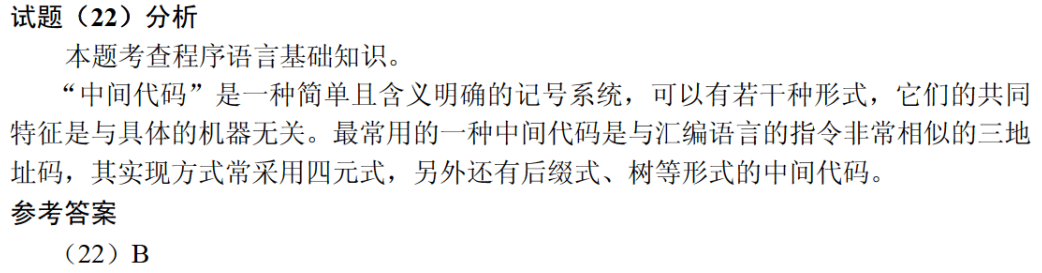 试题（22）分析
本题考查程序语言基础知识。
“中间代码”是一种简单且含义明确的记号系统，可以有若干种形式，它们的共同
特征是与具体的机器无关。最常用的一种中间代码是与汇编语言的指令非常相似的三地
址码，其实现方式常采用四元式，另外还有后缀式、树等形式的中间代码。
参考答案
（22）B